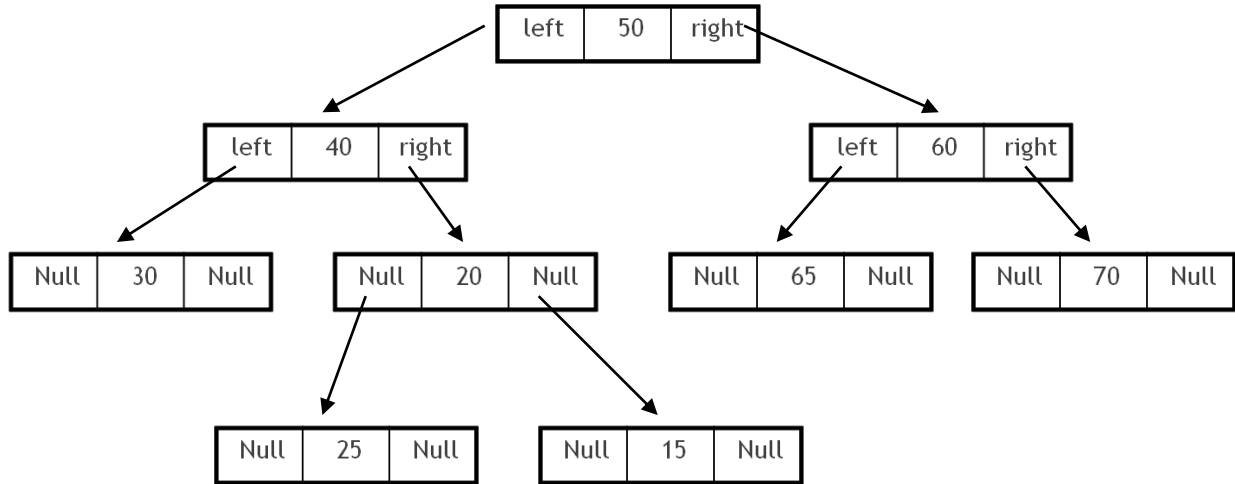 left 50 right
left 40 right
left 60 right
Null 30 Null
Null 20 Null
Null 65 Null
Null 70 Null
Null 25 Null
Null 15 Null